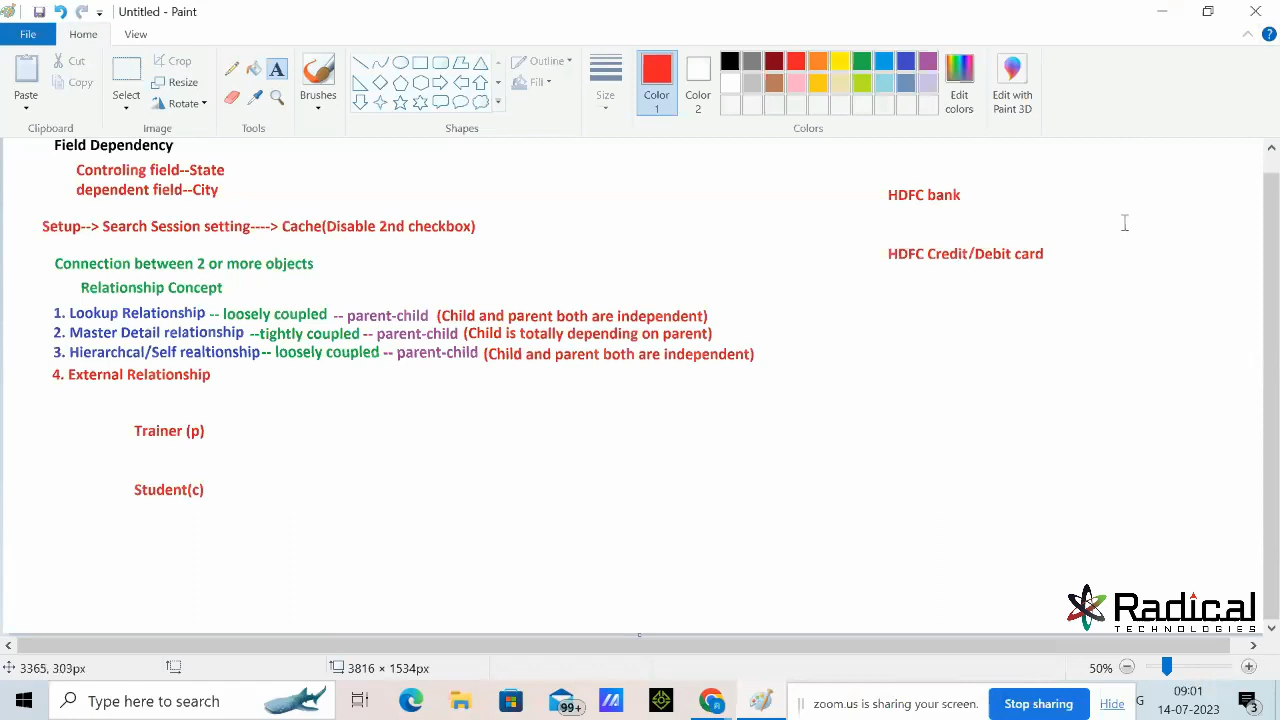 Untitled - Paint
File
Home
View
Paste
Cut
Copy
Clipboard
Select
Crop
Resize
Rotate
Image
Tools
Brushes
Shapes
Outline
Fill
Size
Color
1
Color
2
Edit
colors
Colors
Edit with
Paint 3D
Field Dependency
Controling field--State
dependent field--City
Setup--> Search Session setting----> Cache(Disable 2nd checkbox)
Connection between 2 or more objects
Relationship Concept
1. Lookup Relationship -- loosely coupled -- parent-child (Child and parent both are independent)
2. Master Detail relationship --tightly coupled -- parent-child (Child is totally depending on parent)
3. Hierarchcal/Self realtionship-- loosely coupled -- parent-child (Child and parent both are independent)
4. External Relationship
Trainer (p)
Student(c)
HDFC bank
HDFC Credit/Debit card
Radical
TECHNOLOGIES
3365, 303px
3816 × 1534px
50%
Type here to search
99+
zoom.us is sharing your screen.
Stop sharing
Hide
G
09:01
14-07-2023
3